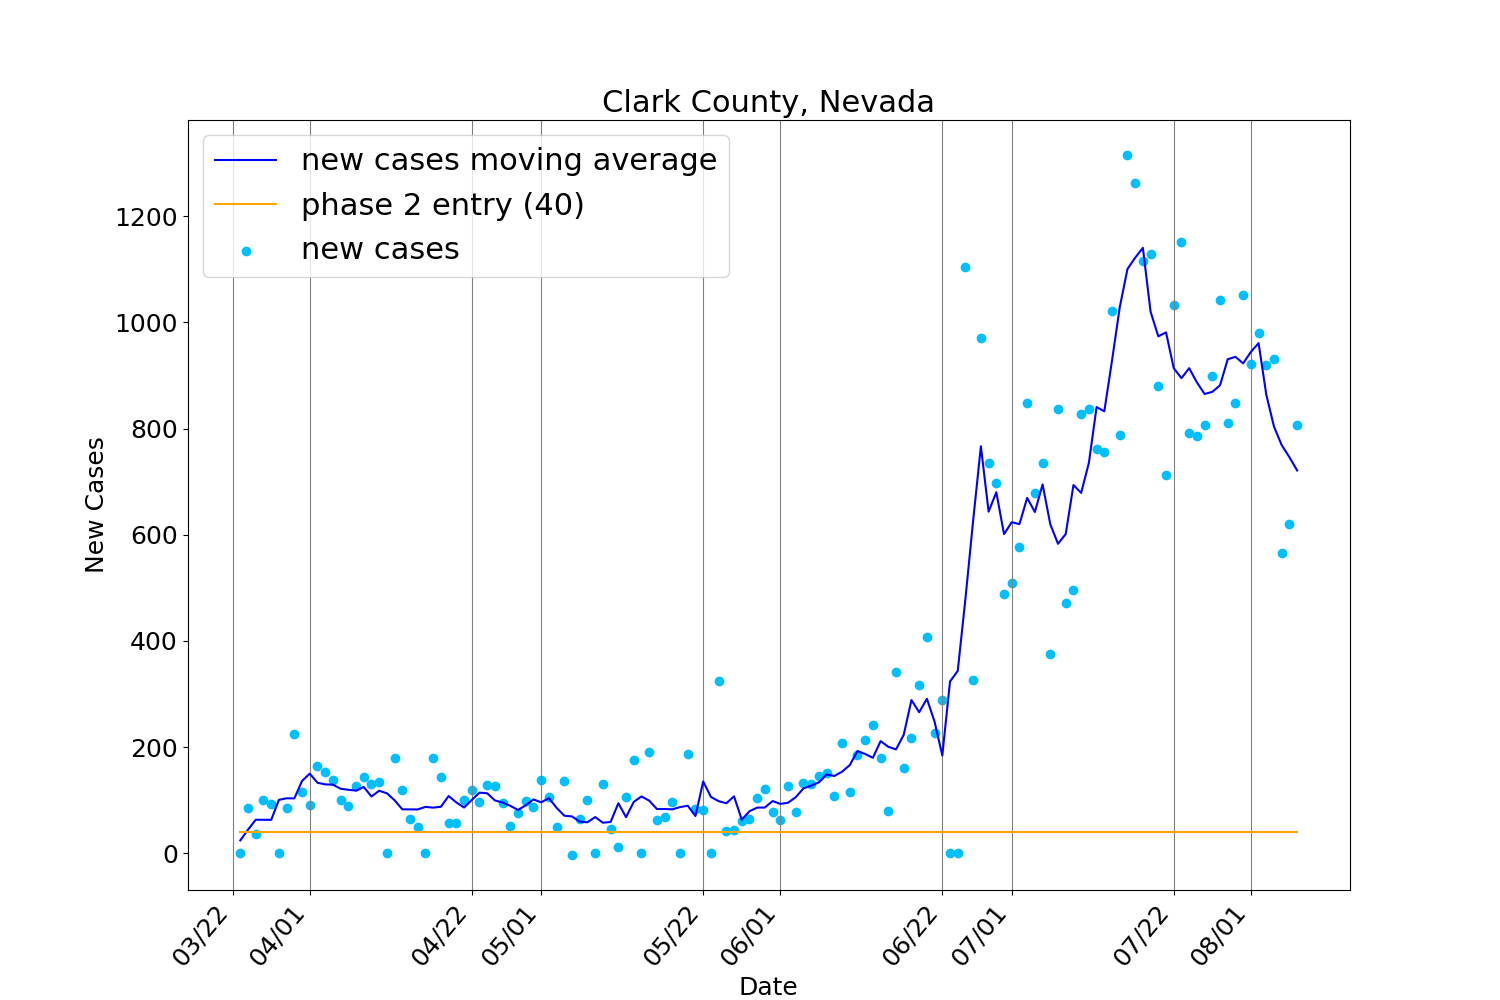 Clark County, Nevada
new cases moving average
phase 2 entry (40)
new cases
1200
1000
800
600
400
200
0
New Cases
03/22
04/01
04/22
05/01
05/22
06/01
06/22
07/01
07/22
08/01
Date